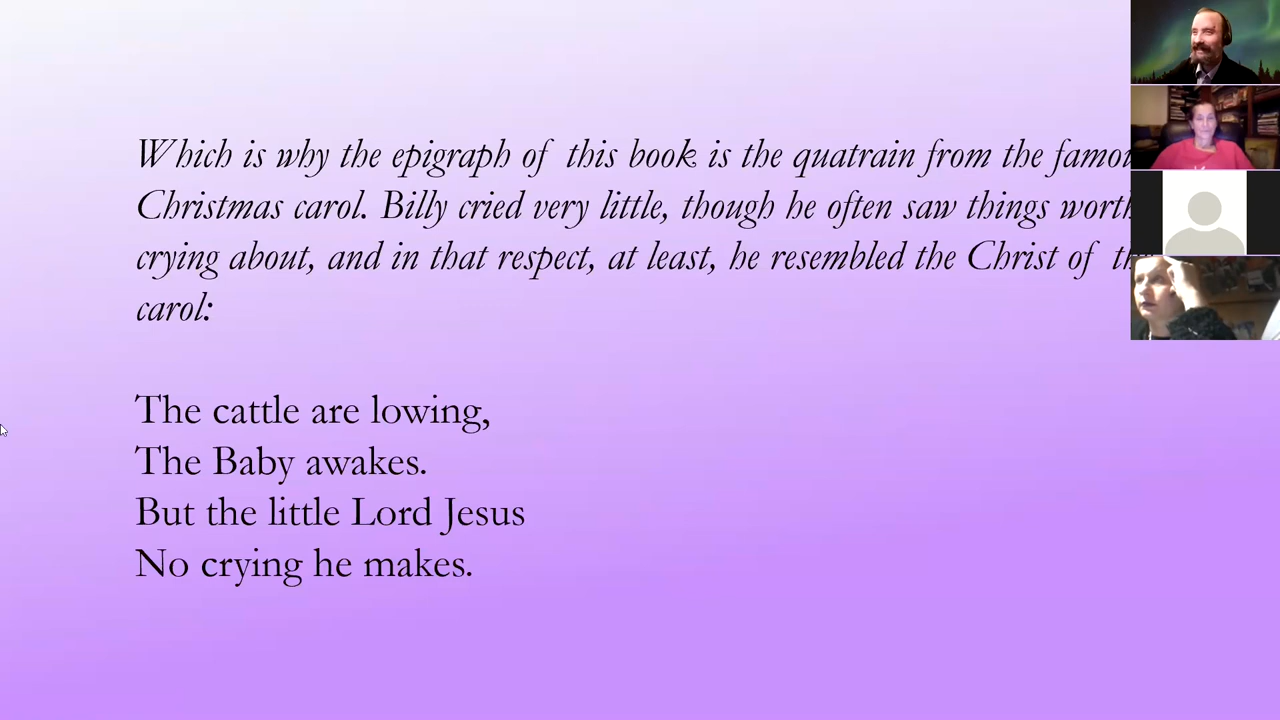 Which is why the epigraph of this book is the quatrain from the
Christmas carol. Billy cried very little, though he often saw things
crying about, and in that respect, at least, he resembled the Christ of
carol:
The cattle are lowing,
The Baby awakes.
But the little Lord Jesus
No crying he makes.